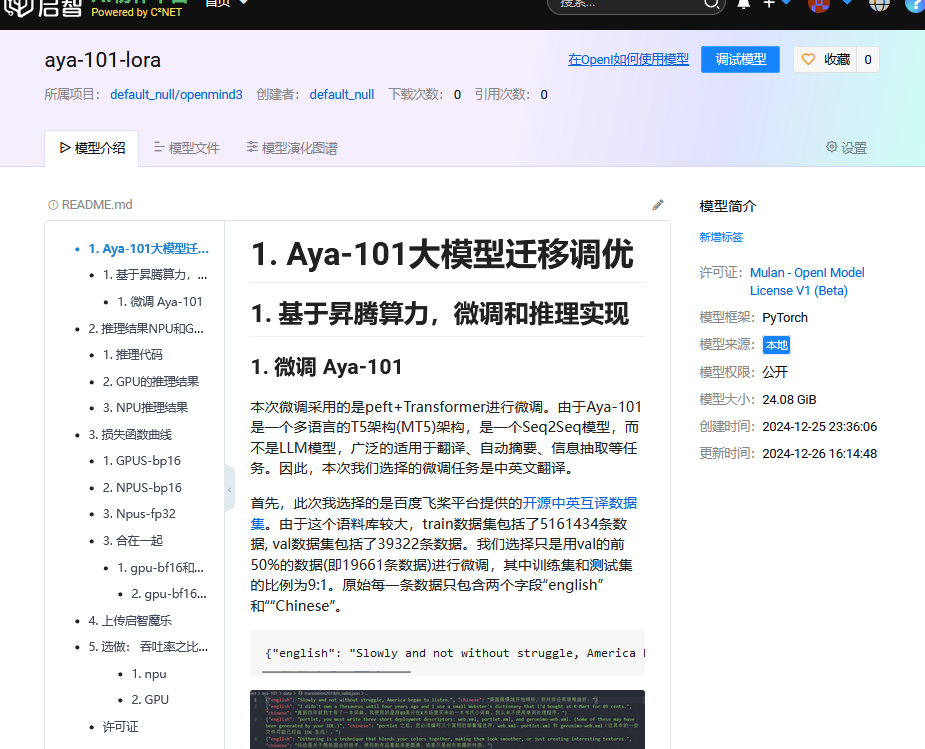 启智
AI协作平台
Powered by C²NET
首页
搜索...
aya-101-lora
在OpenI如何使用模型
调试模型
收藏
0
所属项目： default_null/openmind3 创建者： default_null 下载次数： 0 引用次数： 0
模型介绍
模型文件
模型演化图谱
设置
README.md
1. Aya-101大模型迁...
1. 基于昇腾算力，...
1. 微调 Aya-101
2. 推理结果NPU和G...
1. 推理代码
2. GPU的推理结果
3. NPU推理结果
3. 损失函数曲线
1. GPUS-bp16
2. NPUS-bp16
3. Npus-fp32
3. 合在一起
1. gpu-bf16和...
2. gpu-bf16...
4. 上传启智魔乐
5. 选做： 吞吐率之比...
1. npu
2. GPU
许可证
1. Aya-101大模型迁移调优
1. 基于昇腾算力，微调和推理实现
1. 微调 Aya-101
本次微调采用的是peft+Transformer进行微调。由于Aya-101
是一个多语言的T5架构(MT5)架构，是一个Seq2Seq模型，而
不是LLM模型，广泛的适用于翻译、自动摘要、信息抽取等任
务。因此，本次我们选择的微调任务是中英文翻译。
首先，此次我选择的是百度飞桨平台提供的开源中英互译数据
集。由于这个语料库较大，train数据集包括了5161434条数
据, val数据集包括了39322条数据。我们选择只是用val的前
50%的数据(即19661条数据)进行微调，其中训练集和测试集
的比例为9:1。原始每一条数据只包含两个字段“english”
和““Chinese”。
{"english": "Slowly and not without struggle, America
模型简介
新增标签
许可证： Mulan - OpenI Model
License V1 (Beta)
模型框架： PyTorch
模型来源： 本地
模型权限： 公开
模型大小： 24.08 GiB
创建时间： 2024-12-25 23:36:06
更新时间： 2024-12-26 16:14:48